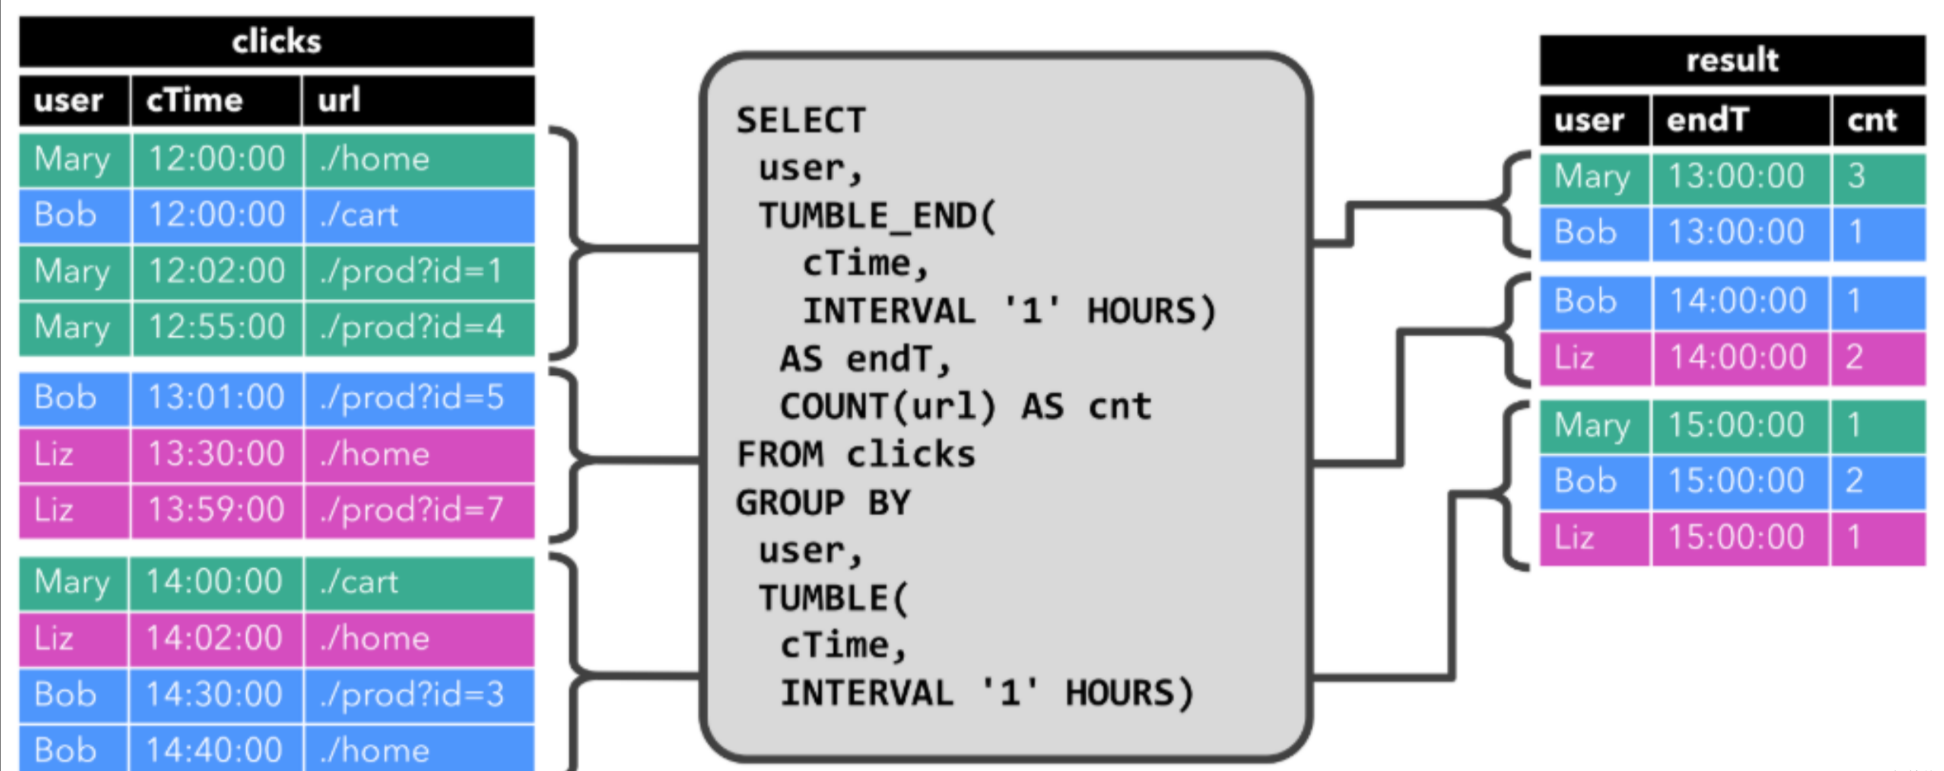 clicks
user cTime url
Mary 12:00:00 ./home
Bob 12:00:00 ./cart
Mary 12:02:00 ./prod?id=1
Mary 12:55:00 ./prod?id=4
Bob 13:01:00 ./prod?id=5
Liz 13:30:00 ./home
Liz 13:59:00 ./prod?id=7
Mary 14:00:00 ./cart
Liz 14:02:00 ./home
Bob 14:30:00 ./prod?id=3
Bob 14:40:00 ./home
SELECT
user,
TUMBLE_END(
cTime,
INTERVAL '1' HOURS)
AS endT,
COUNT(url) AS cnt
FROM clicks
GROUP BY
user,
TUMBLE(
cTime,
INTERVAL '1' HOURS)
result
user endT cnt
Mary 13:00:00 3
Bob 13:00:00 1
Bob 14:00:00 1
Liz 14:00:00 2
Mary 15:00:00 1
Bob 15:00:00 2
Liz 15:00:00 1